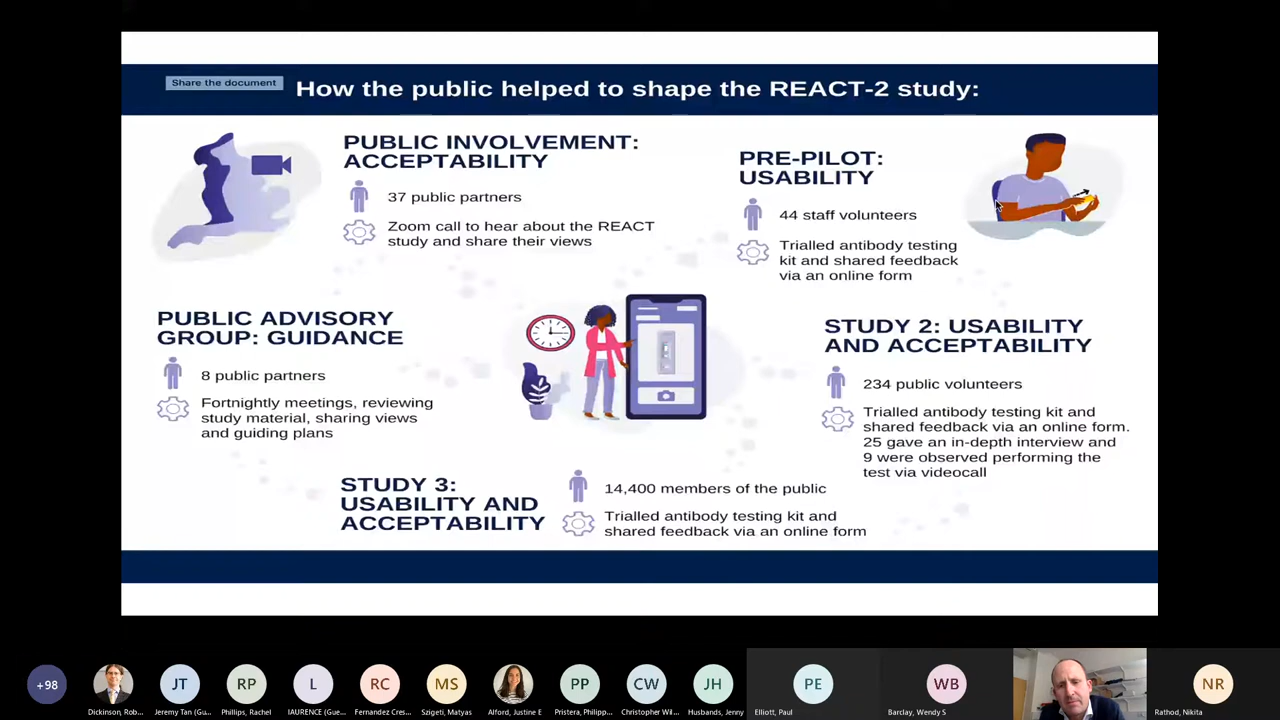 Share the document
How the public helped to shape the REACT-2 study:
PUBLIC INVOLVEMENT:
ACCEPTABILITY
37 public partners
Zoom call to hear about the REACT
study and share their views
PRE-PILOT:
USABILITY
44 staff volunteers
Trialled antibody testing
kit and shared feedback
via an online form
PUBLIC ADVISORY
GROUP: GUIDANCE
8 public partners
Fortnightly meetings, reviewing
study material, sharing views
and guiding plans
STUDY 2: USABILITY
AND ACCEPTABILITY
234 public volunteers
Trialled antibody testing kit and
shared feedback via an online form.
25 gave an in-depth interview and
9 were observed performing the
test via videocall
STUDY 3:
USABILITY AND
ACCEPTABILITY
14,400 members of the public
Trialled antibody testing kit and
shared feedback via an online form
+98
JT
RP
L
RC
MS
PP
CW
JH
PE
WB
NR
Dickinson, Rob...
Jeremy Tan (Gu...
Phillips, Rachel
IAURENCE (Gue...
Fernandez Cres...
Szigeti, Matyas
Alford, Justine E
Pristera, Philipp...
Christopher Wil...
Husbands, Jenny
Elliott, Paul
Barclay, Wendy S
Rathod, Nikita